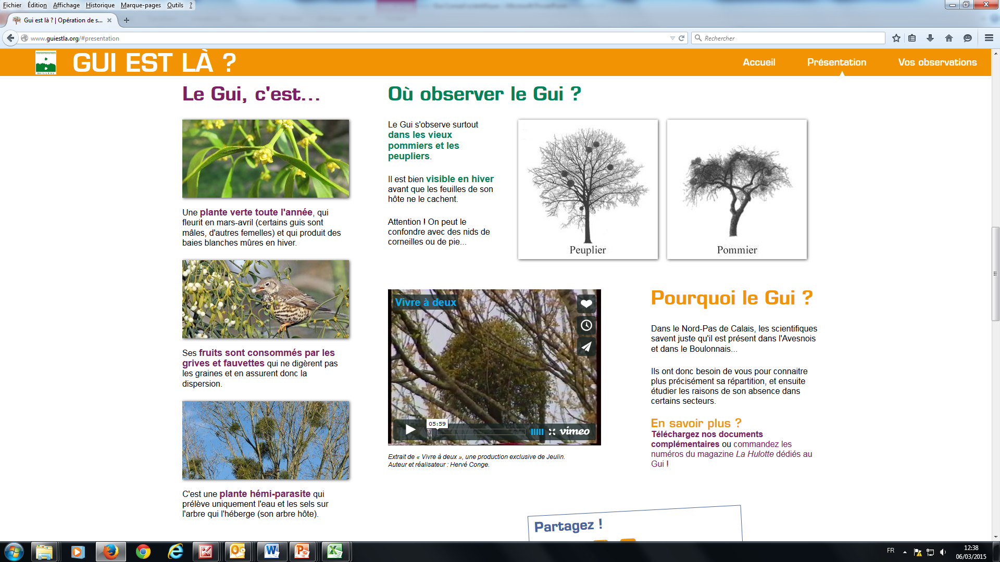 Fichier Édition Affichage Historique Marque-pages Outils ?
Gui est là ? | Opération de s...
www.guiestla.org/#presentation
Rechercher
GUI EST LÀ ?
Accueil
Présentation
Vos observations
Le Gui, c'est...
Une plante verte toute l'année, qui
fleurit en mars-avril (certains guis sont
mâles, d'autres femelles) et qui produit des
baies blanches mûres en hiver.
Ses fruits sont consommés par les
grives et fauvettes qui ne digèrent pas
les graines et en assurent donc la
dispersion.
C'est une plante hémi-parasite qui
prélève uniquement l'eau et les sels sur
l'arbre qui l'héberge (son arbre hôte).
Où observer le Gui ?
Le Gui s'observe surtout
dans les vieux
pommiers et les
peupliers.
Il est bien visible en hiver
avant que les feuilles de son
hôte ne le cachent.
Attention ! On peut le
confondre avec des nids de
corneilles ou de pie...
Peuplier
Pommier
Vivre à deux
05:59
vimeo
Extrait de « Vivre à deux », une production exclusive de Jeulin.
Auteur et réalisateur : Hervé Conge.
Pourquoi le Gui ?
Dans le Nord-Pas de Calais, les scientifiques
savent juste qu'il est présent dans l'Avesnois
et dans le Boulonnais...
Ils ont donc besoin de vous pour connaitre
plus précisément sa répartition, et ensuite
étudier les raisons de son absence dans
certains secteurs.
En savoir plus ?
Téléchargez nos documents
complémentaires ou commandez les
numéros du magazine La Hulotte dédiés au
Gui !
Partagez !
FR
12:38
06/03/2015